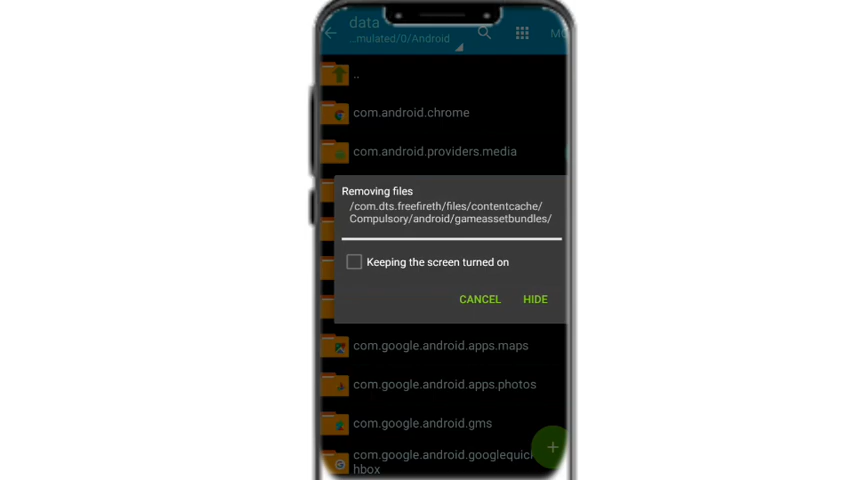 data
...mulated/0/Android
..
com.android.chrome
com.android.providers.media
Removing files
/com.dts.freefireth/files/contentcache/
Compulsory/android/gameassetbundles/
Keeping the screen turned on
CANCEL HIDE
com.google.android.apps.maps
com.google.android.apps.photos
com.google.android.gms
com.google.android.googlequick
hbox